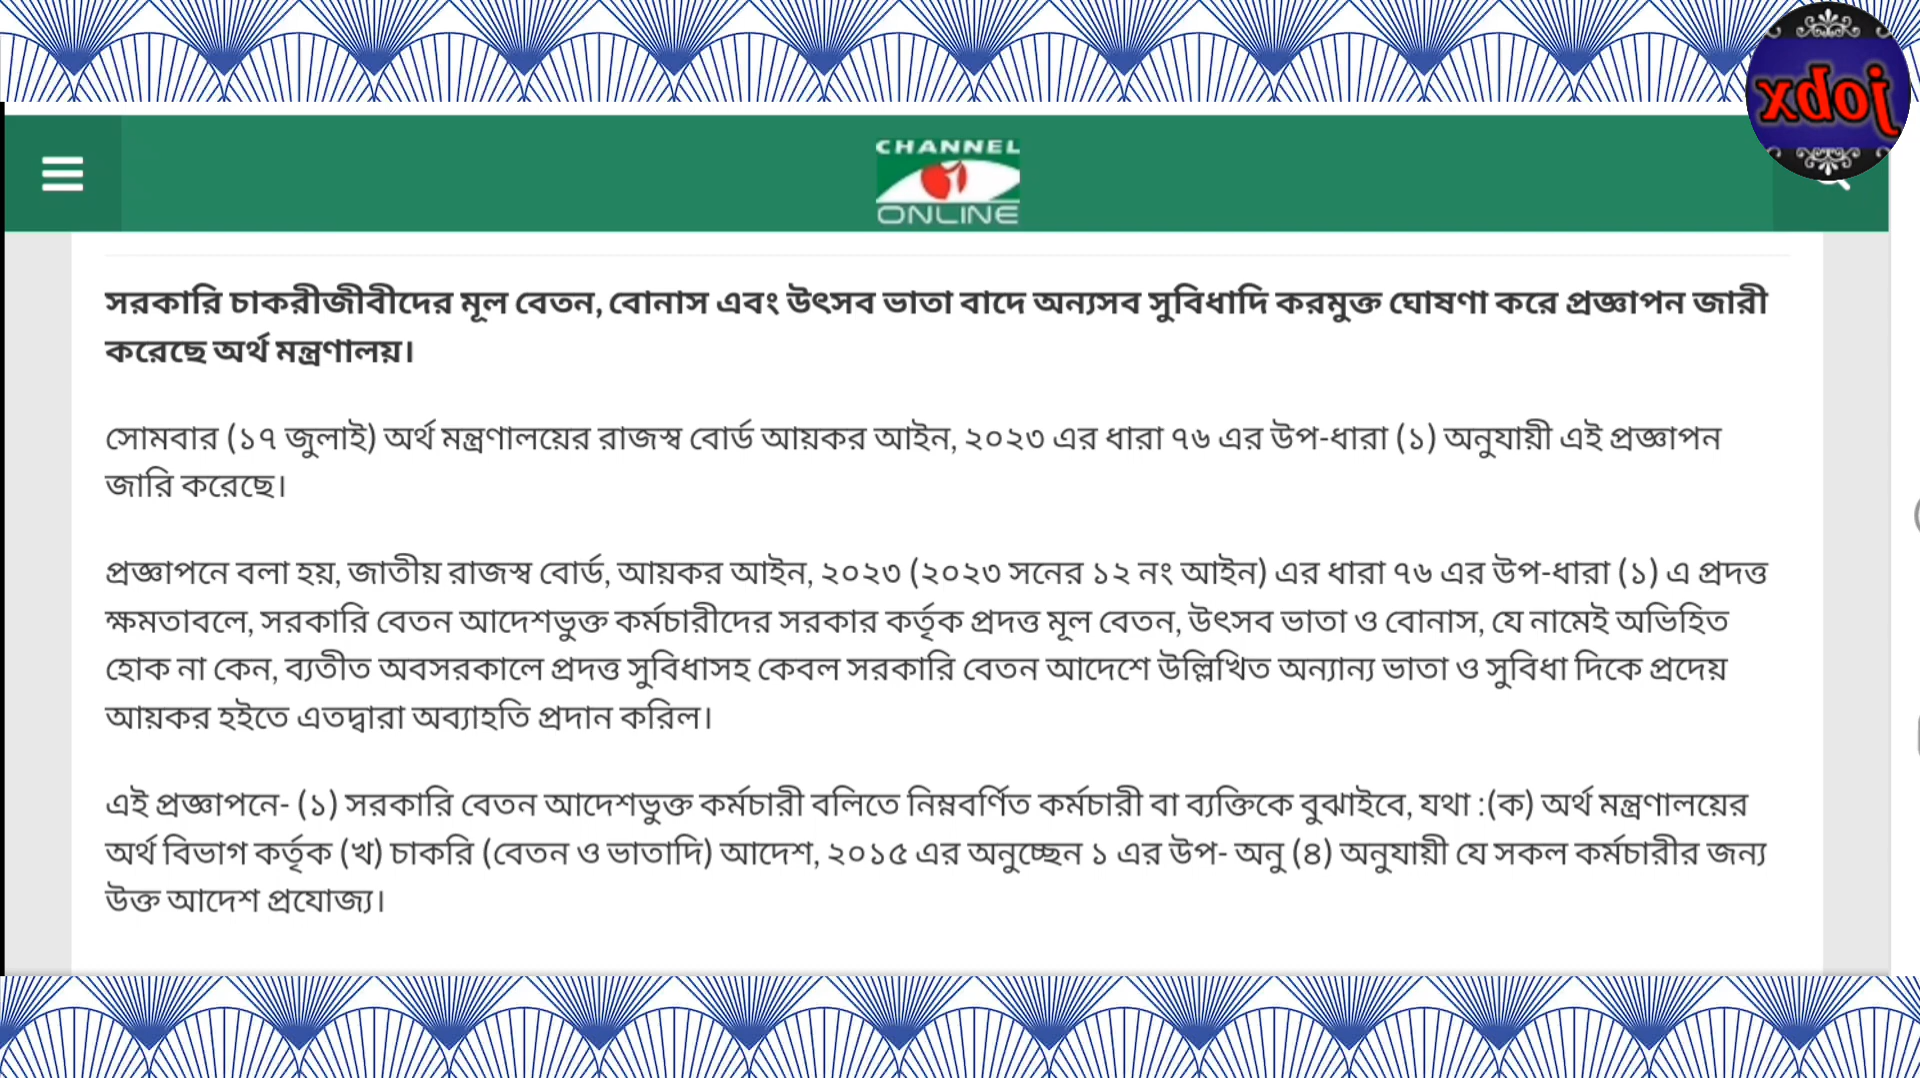 xdoj
CHANNEL
i
ONLINE
সরকারি চাকরীজীবীদের মূল বেতন, বোনাস এবং উৎসব ভাতা বাদে অন্যসব সুবিধাদি করমুক্ত ঘোষণা করে প্রজ্ঞাপন জারী
করেছে অর্থ মন্ত্রণালয়।
সোমবার (১৭ জুলাই) অর্থ মন্ত্রণালয়ের রাজস্ব বোর্ড আয়কর আইন, ২০২৩ এর ধারা ৭৬ এর উপ-ধারা (১) অনুযায়ী এই প্রজ্ঞাপন
জারি করেছে।
প্রজ্ঞাপনে বলা হয়, জাতীয় রাজস্ব বোর্ড, আয়কর আইন, ২০২৩ (২০২৩ সনের ১২ নং আইন) এর ধারা ৭৬ এর উপ-ধারা (১) এ প্রদত্ত
ক্ষমতাবলে, সরকারি বেতন আদেশভুক্ত কর্মচারীদের সরকার কর্তৃক প্রদত্ত মূল বেতন, উৎসব ভাতা ও বোনাস, যে নামেই অভিহিত
হোক না কেন, ব্যতীত অবসরকালে প্রদত্ত সুবিধাসহ কেবল সরকারি বেতন আদেশে উল্লিখিত অন্যান্য ভাতা ও সুবিধা দিকে প্রদেয়
আয়কর হইতে এতদ্বারা অব্যাহতি প্রদান করিল।
এই প্রজ্ঞাপনে- (১) সরকারি বেতন আদেশভুক্ত কর্মচারী বলিতে নিম্নবর্ণিত কর্মচারী বা ব্যক্তিকে বুঝাইবে, যথা :(ক) অর্থ মন্ত্রণালয়ের
অর্থ বিভাগ কর্তৃক (খ) চাকরি (বেতন ও ভাতাদি) আদেশ, ২০১৫ এর অনুচ্ছেন ১ এর উপ- অনু (৪) অনুযায়ী যে সকল কর্মচারীর জন্য
উক্ত আদেশ প্রযোজ্য।